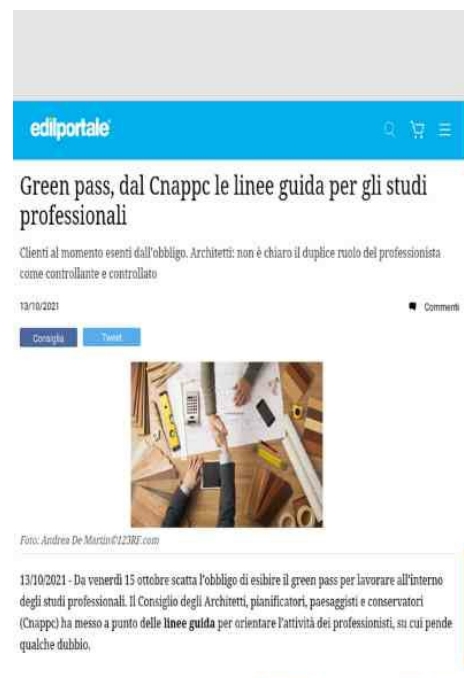 edilportale
Green pass, dal Cnappc le linee guida per gli studi
professionali
Clienti al momento esenti dall'obbligo. Architetti: non è chiaro il duplice ruolo del professionista
come controllante e controllato
13/10/2021
Commenti
Consiglia
Tweet
Foto: Andrea De Martin©123RF.com
13/10/2021 - Da venerdì 15 ottobre scatta l'obbligo di esibire il green pass per lavorare all'interno
degli studi professionali. Il Consiglio degli Architetti, pianificatori, paesaggisti e conservatori
(Cnappc) ha messo a punto delle linee guida per orientare l'attività dei professionisti, su cui pende
qualche dubbio.